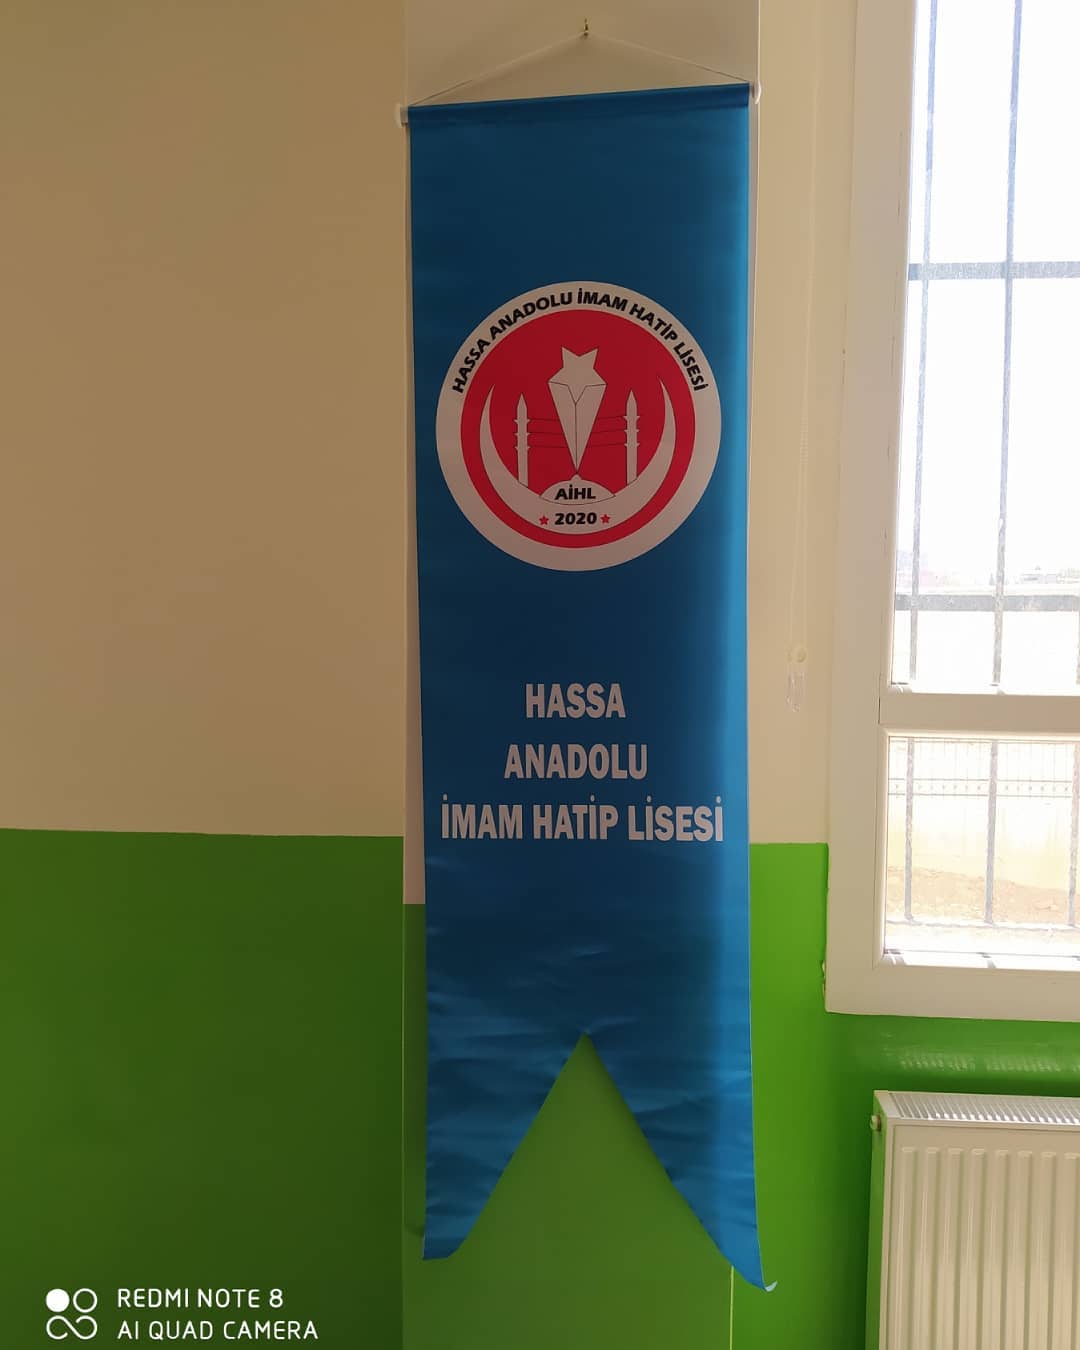 HASSA ANADOLU İMAM HATİP LİSESİ
AİHL
2020
HASSA
ANADOLU
İMAM HATİP LİSESİ
REDMI NOTE 8
AI QUAD CAMERA